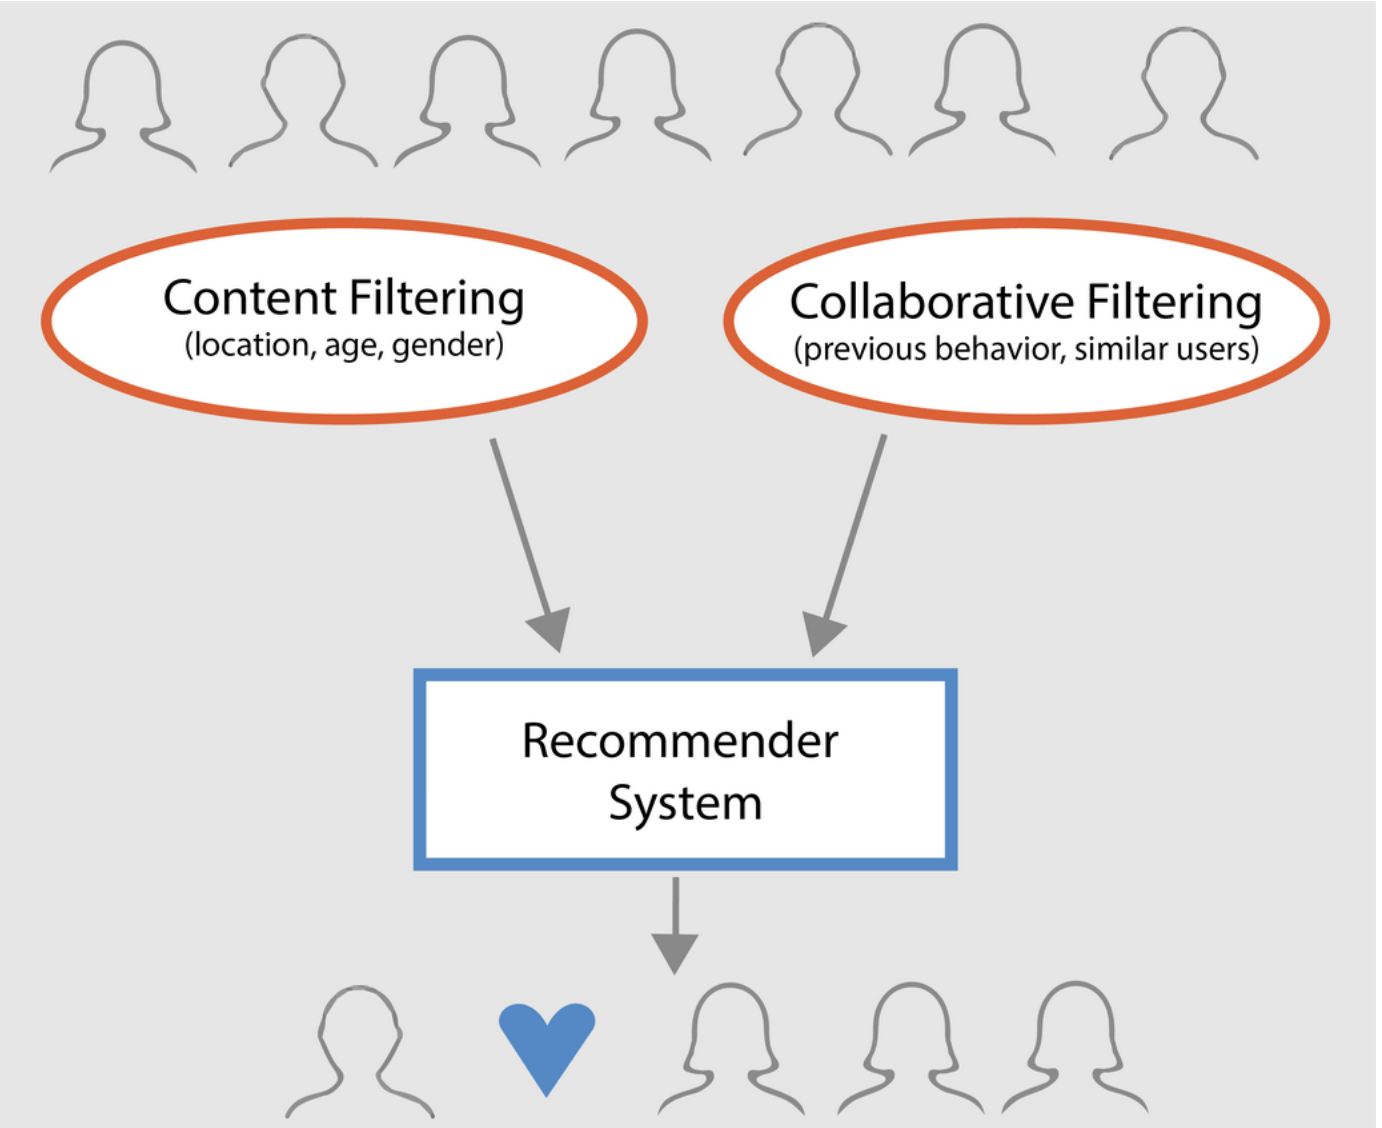 Content Filtering
(location, age, gender)
Collaborative Filtering
(previous behavior, similar users)
Recommender
System